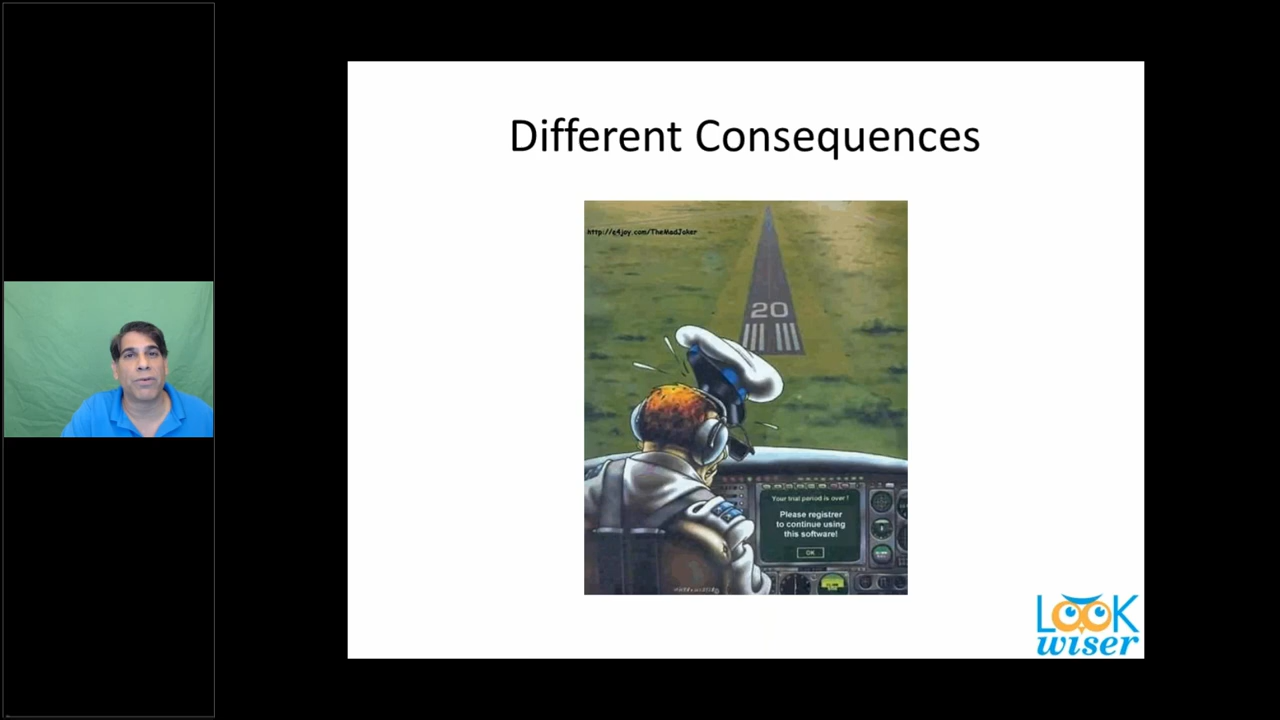 Different Consequences
http://e4joy.com/TheMadJoker
20
Your trial period is over !
Please registrer
to continue using
this software!
OK
LOOK
wiser